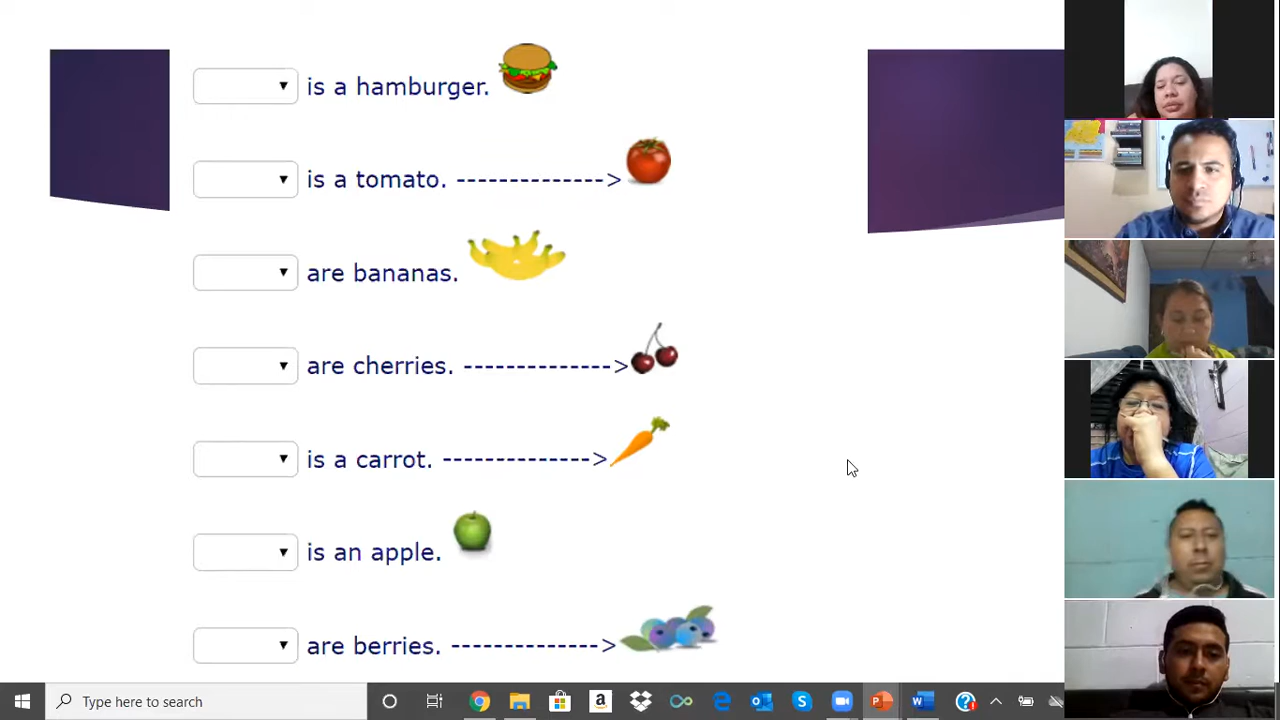 is a hamburger.
is a tomato. -------------->
are bananas.
are cherries. -------------->
is a carrot. -------------->
is an apple.
are berries. -------------->
Type here to search